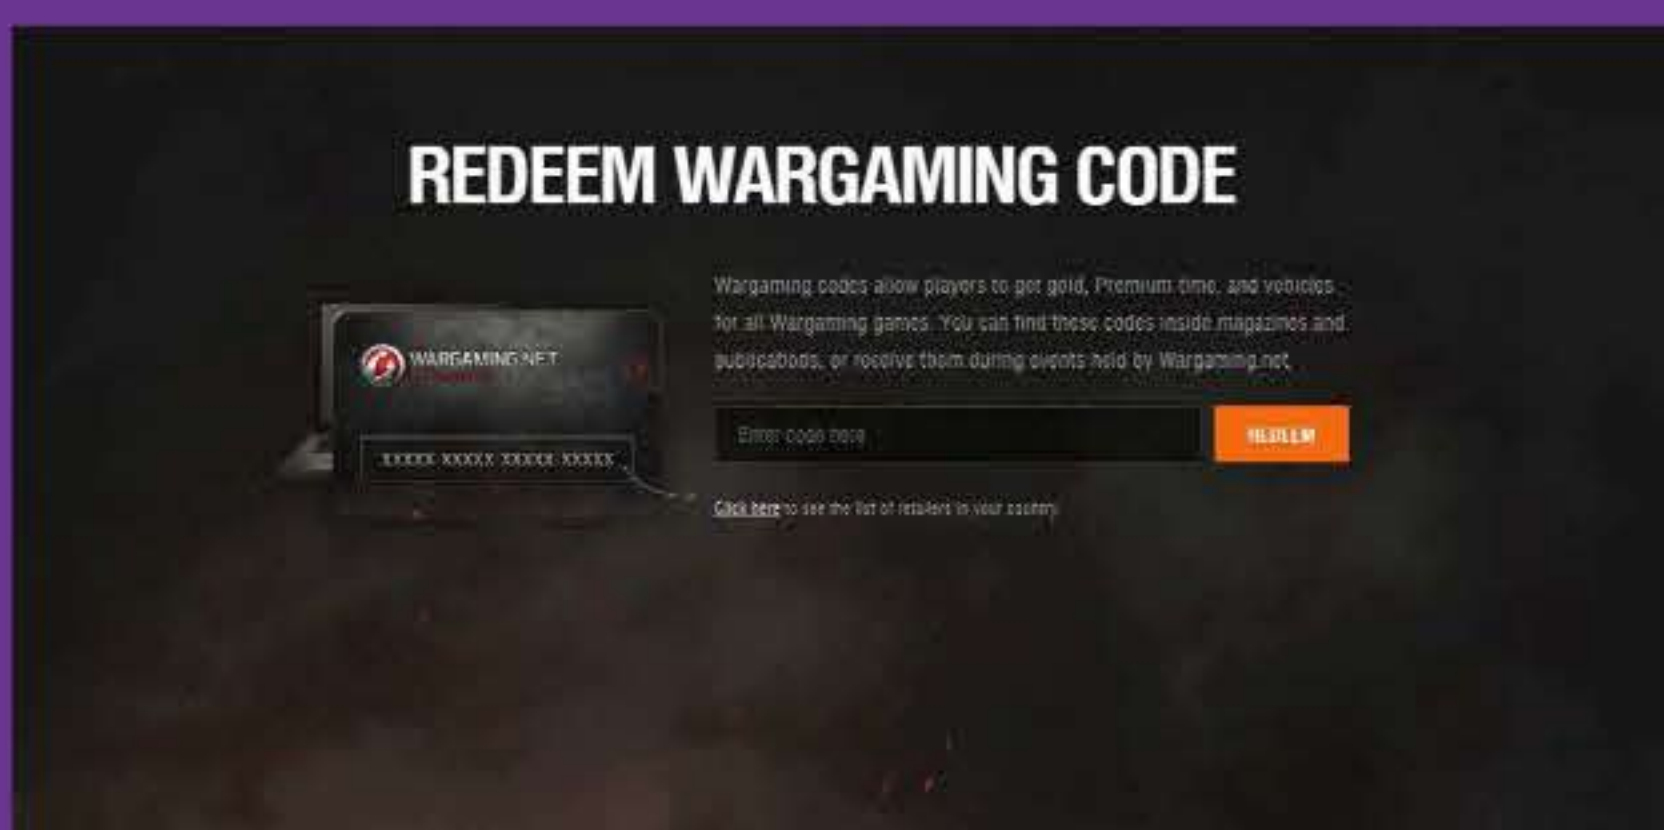 REDEEM WARGAMING CODE
Wargaming codes allow players to get gold, Premium time, and vehicles
for all Wargaming games. You can find these codes inside magazines and
publications, or receive them during events held by Wargaming.net
WARGAMING.NET
XXXXX-XXXXX-XXXXX-XXXXX
Enter code here
REDEEM
Click here to see the list of retailers in your country